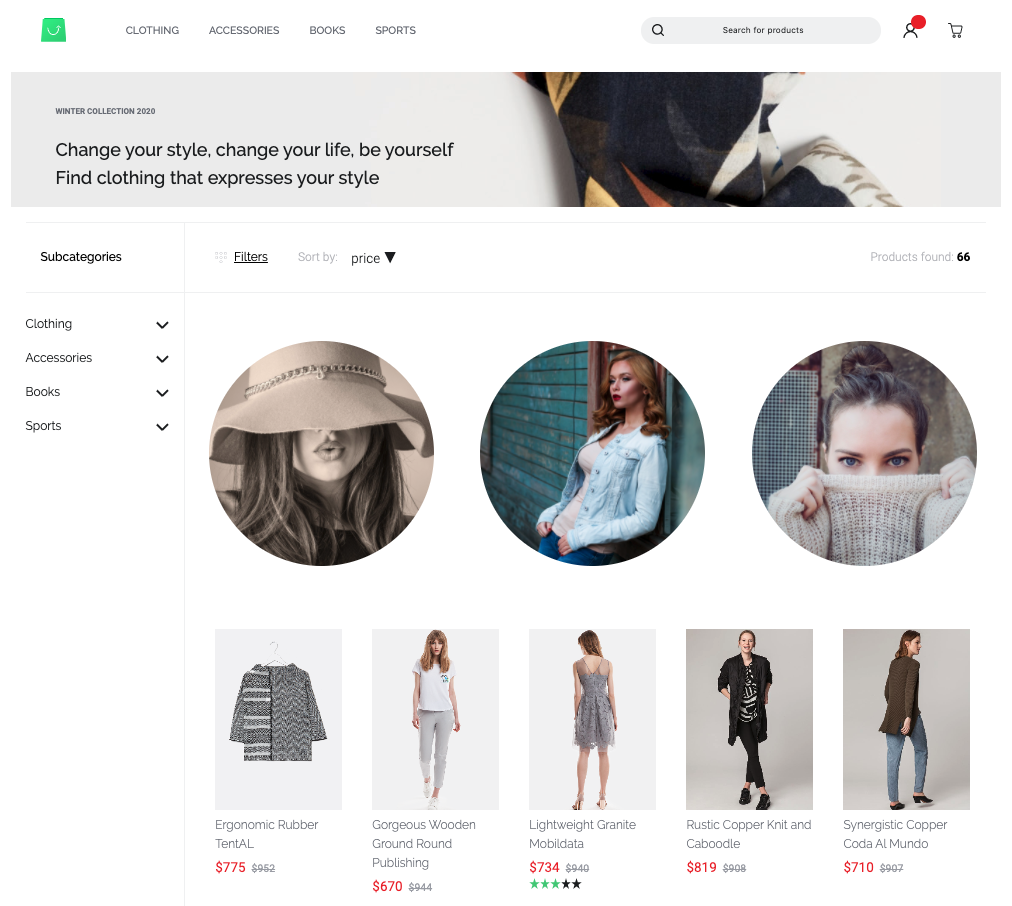 CLOTHING ACCESSORIES BOOKS SPORTS Search for products
WINTER COLLECTION 2020
Change your style, change your life, be yourself
Find clothing that expresses your style
Subcategories Filters Sort by: price ▼ Products found: 66
Clothing
Accessories
Books
Sports
Ergonomic Rubber
TentAL
$775 $952
Gorgeous Wooden
Ground Round
Publishing
$670 $944
Lightweight Granite
Mobildata
$734 $940
Rustic Copper Knit and
Caboodle
$819 $908
Synergistic Copper
Coda Al Mundo
$710 $907